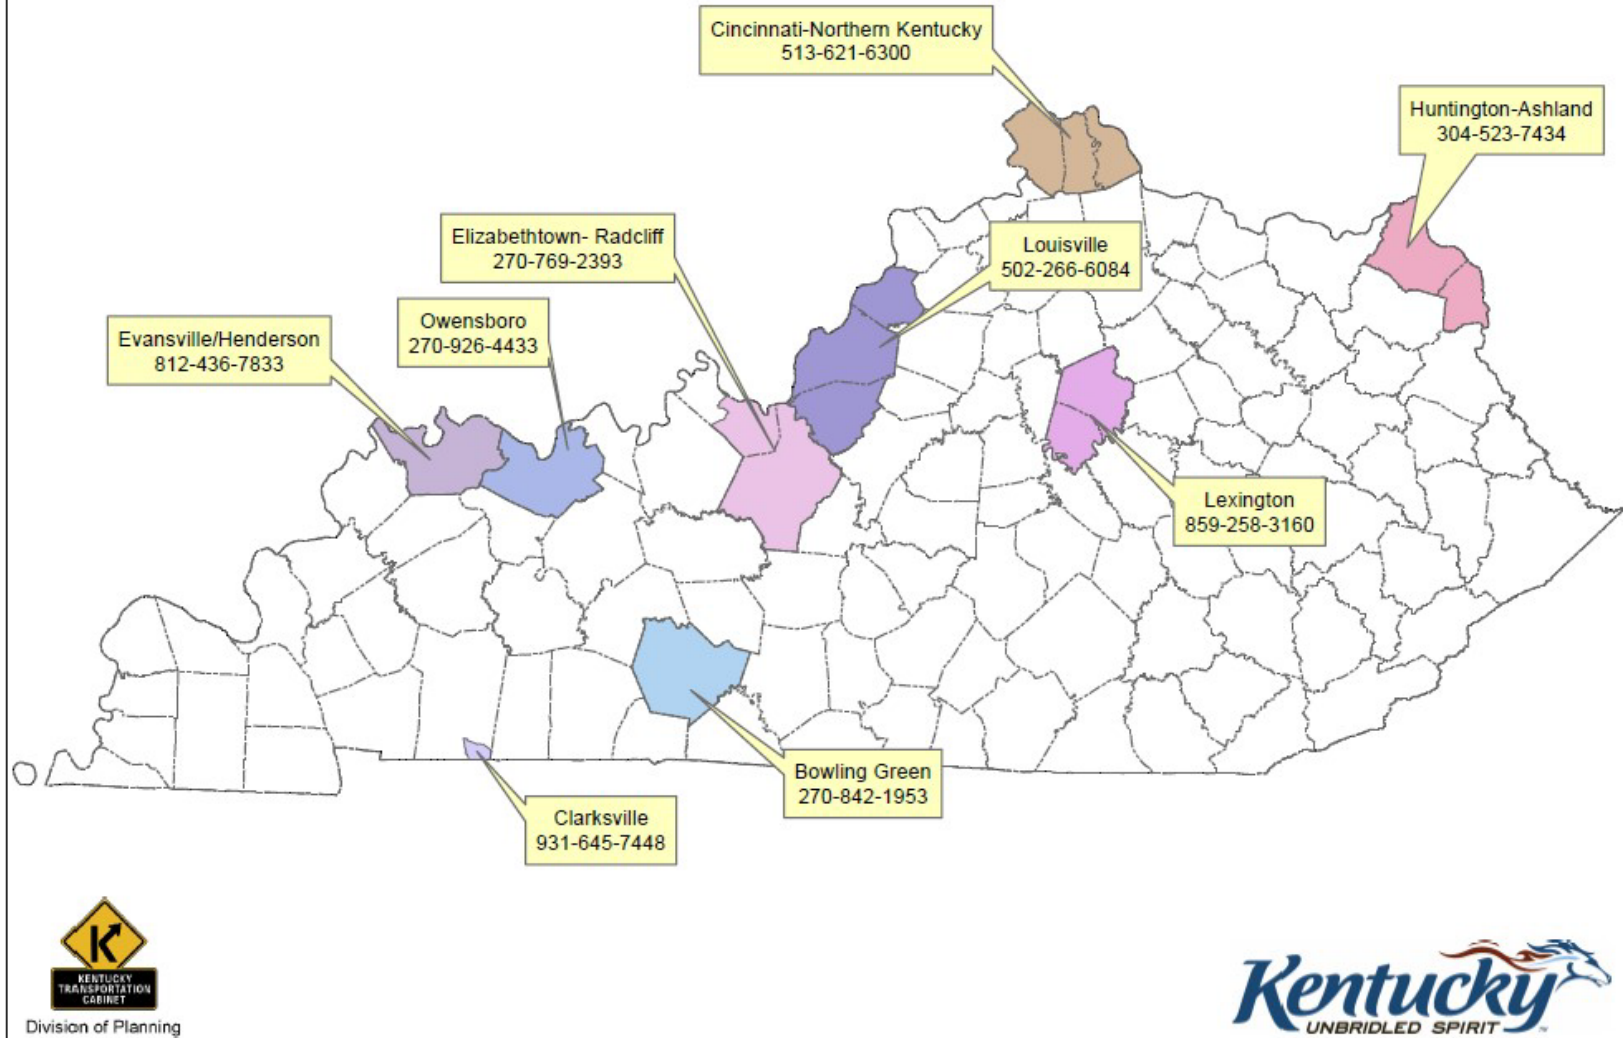 Cincinnati-Northern Kentucky
513-621-6300
Huntington-Ashland
304-523-7434
Elizabethtown- Radcliff
270-769-2393
Louisville
502-266-6084
Owensboro
270-926-4433
Evansville/Henderson
812-436-7833
Lexington
859-258-3160
Bowling Green
270-842-1953
Clarksville
931-645-7448
K
KENTUCKY
TRANSPORTATION
CABINET
Division of Planning
Kentucky
UNBRIDLED SPIRIT